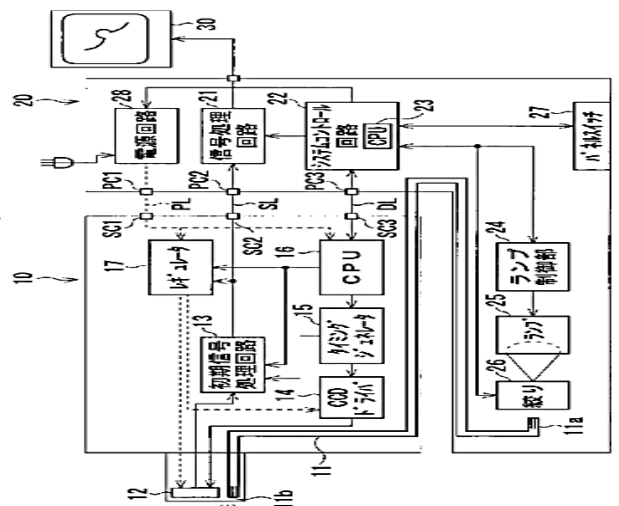 30
20
28
電源回路
21
信号処理
回路
22
システムコントロール
回路
CPU
23
27
パネルスイッチ
PC1
PL
PC2
SL
PC3
DL
SC1
SC2
SC3
10
17
レギュレータ
16
CPU
24
ランプ
制御部
13
初期信号
処理回路
15
タイミング
ジェネレータ
25
ランプ
14
CCD
ドライバ
26
絞り
11
11a
12
11b